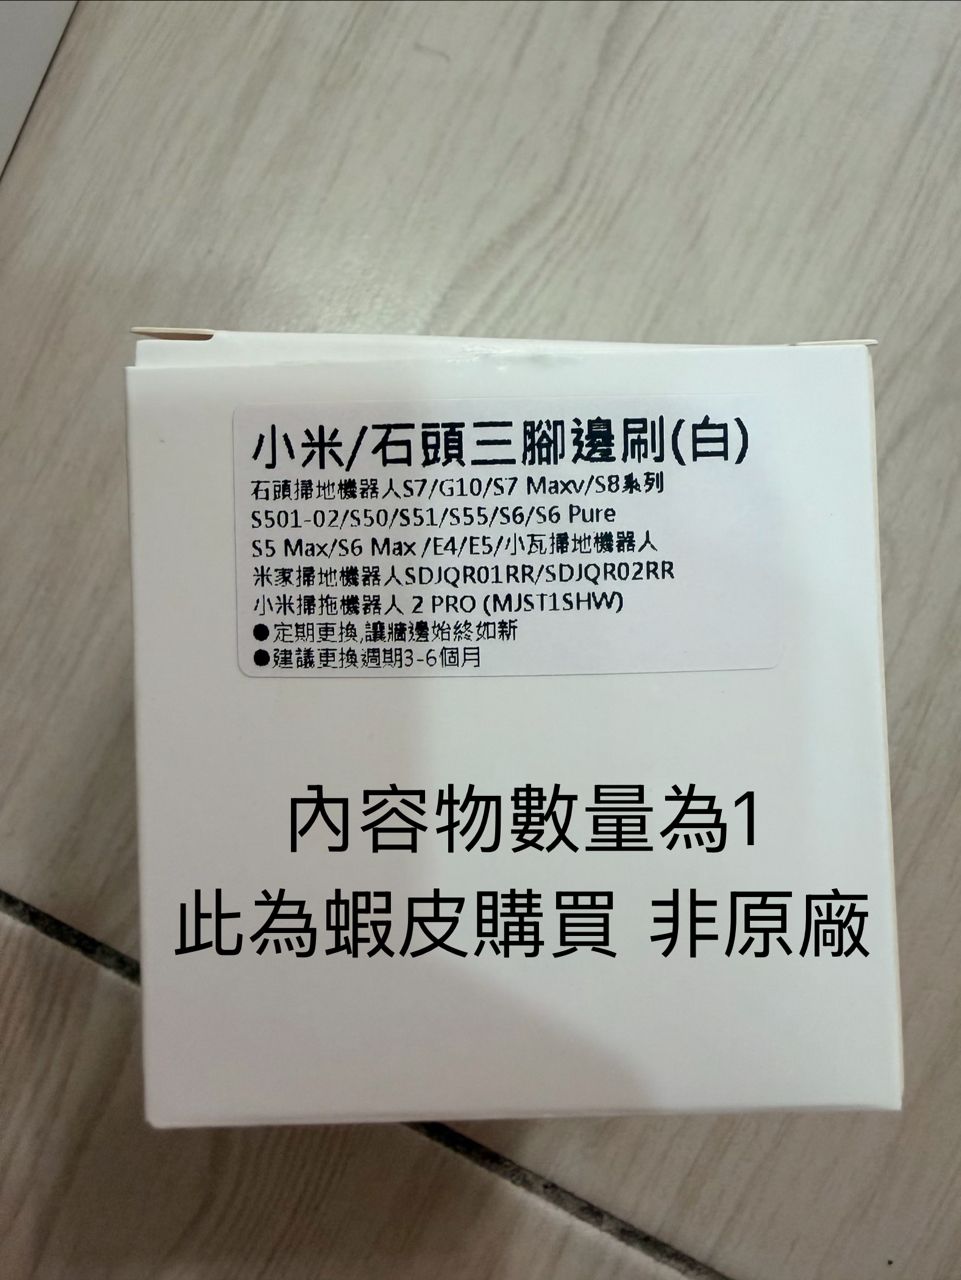 小米/石頭三腳邊刷(白)
石頭掃地機器人S7/G10/S7 Maxv/S8系列
S501-02/S50/S51/S55/S6/S6 Pure
S5 Max/S6 Max /E4/E5/小瓦掃地機器人
米家掃地機器人SDJQR01RR/SDJQR02RR
小米掃拖機器人 2 PRO (MJST1SHW)
●定期更換,讓牆邊始終如新
●建議更換週期3-6個月
內容物數量為1
此為蝦皮購買 非原廠